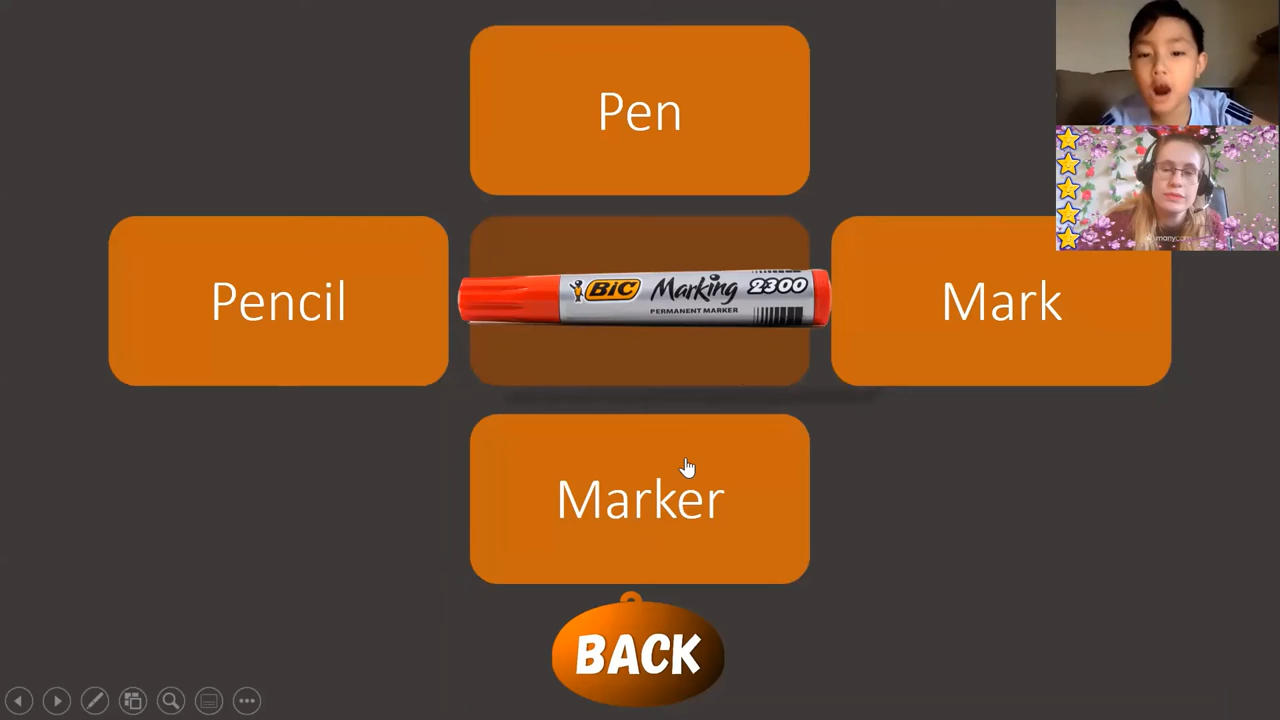 Pen
Pencil
BiC Marking 2300
PERMANENT MARKER
Mark
Marker
BACK